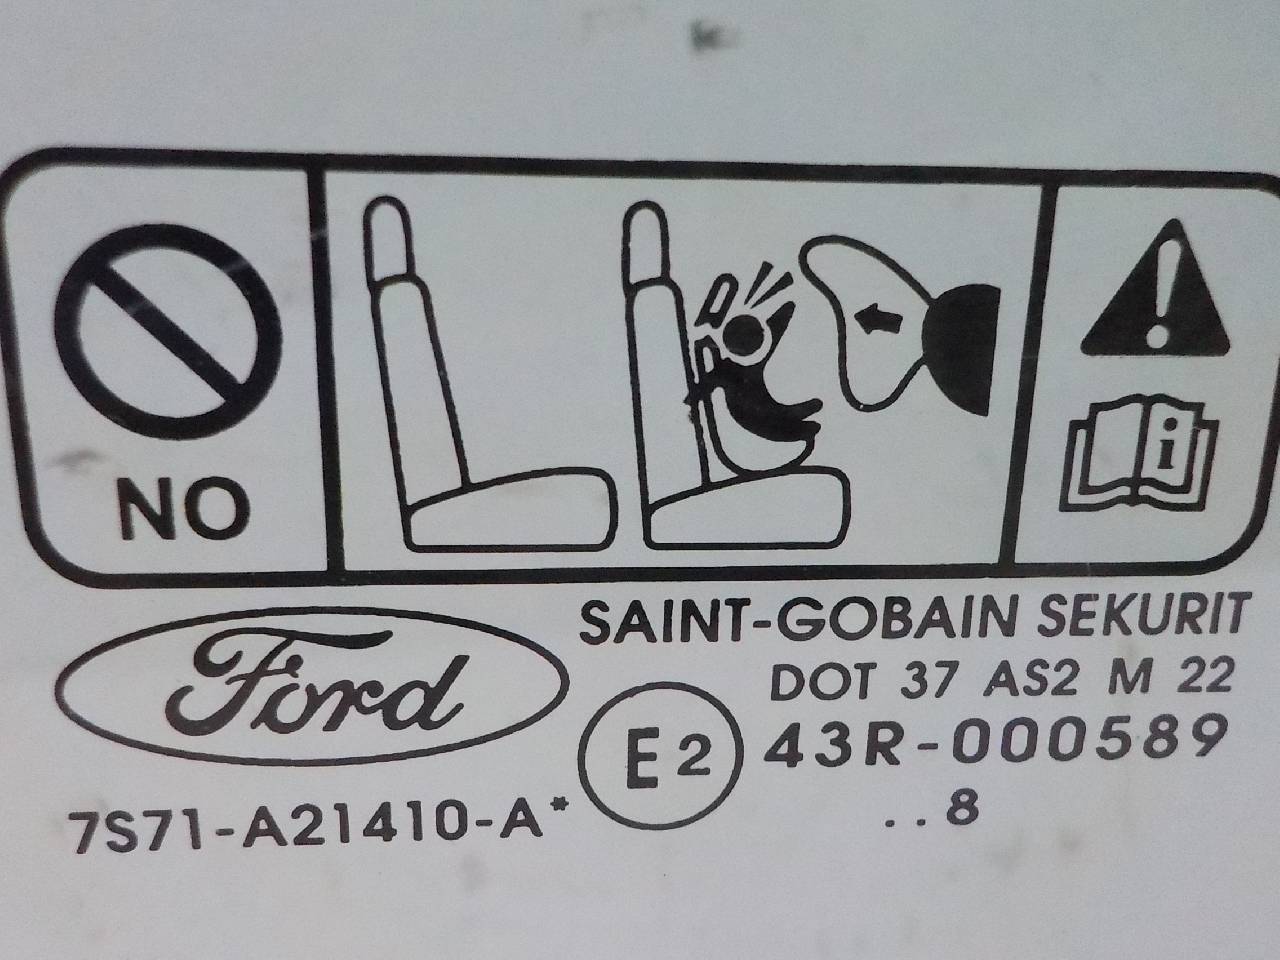 NO
i
Ford
SAINT-GOBAIN SEKURIT
DOT 37 AS2 M 22
E2 43R-000589
7S71-A21410-A*
..8